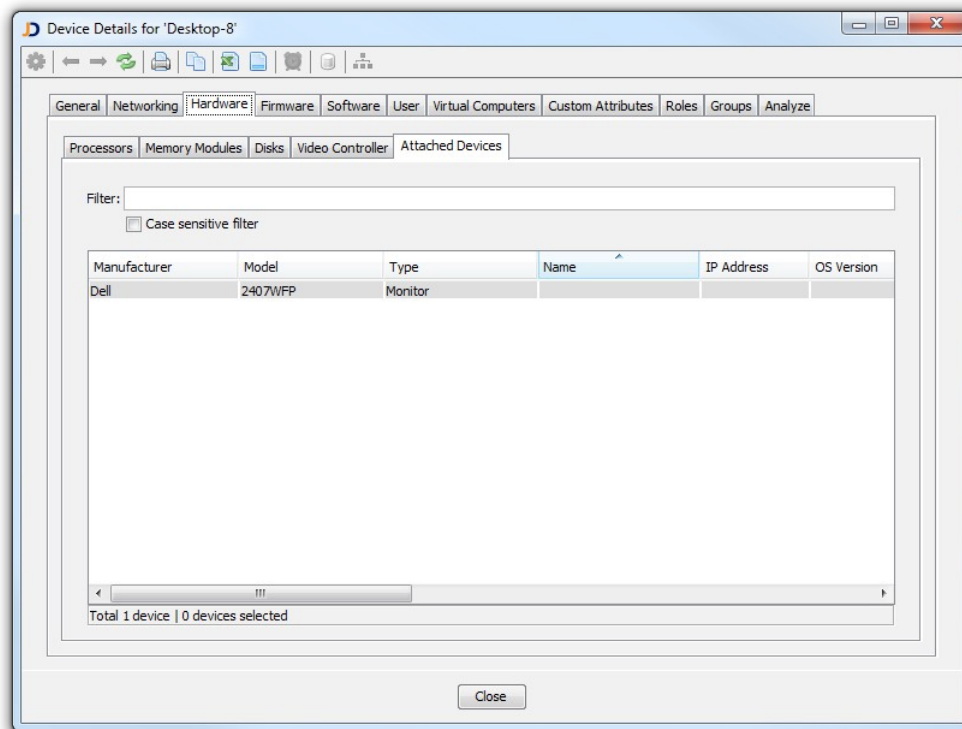 Device Details for 'Desktop-8'
General Networking Hardware Firmware Software User Virtual Computers Custom Attributes Roles Groups Analyze
Processors Memory Modules Disks Video Controller Attached Devices
Filter:
Case sensitive filter
Manufacturer Model Type Name IP Address OS Version
Dell 2407WFP Monitor
Total 1 device | 0 devices selected
Close